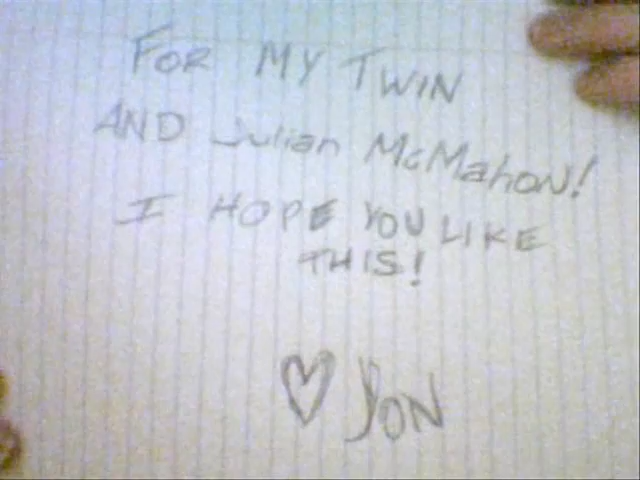 FOR MY TWIN
AND Julian McMahon!
I HOPE YOU LIKE
THIS!
♡ JON